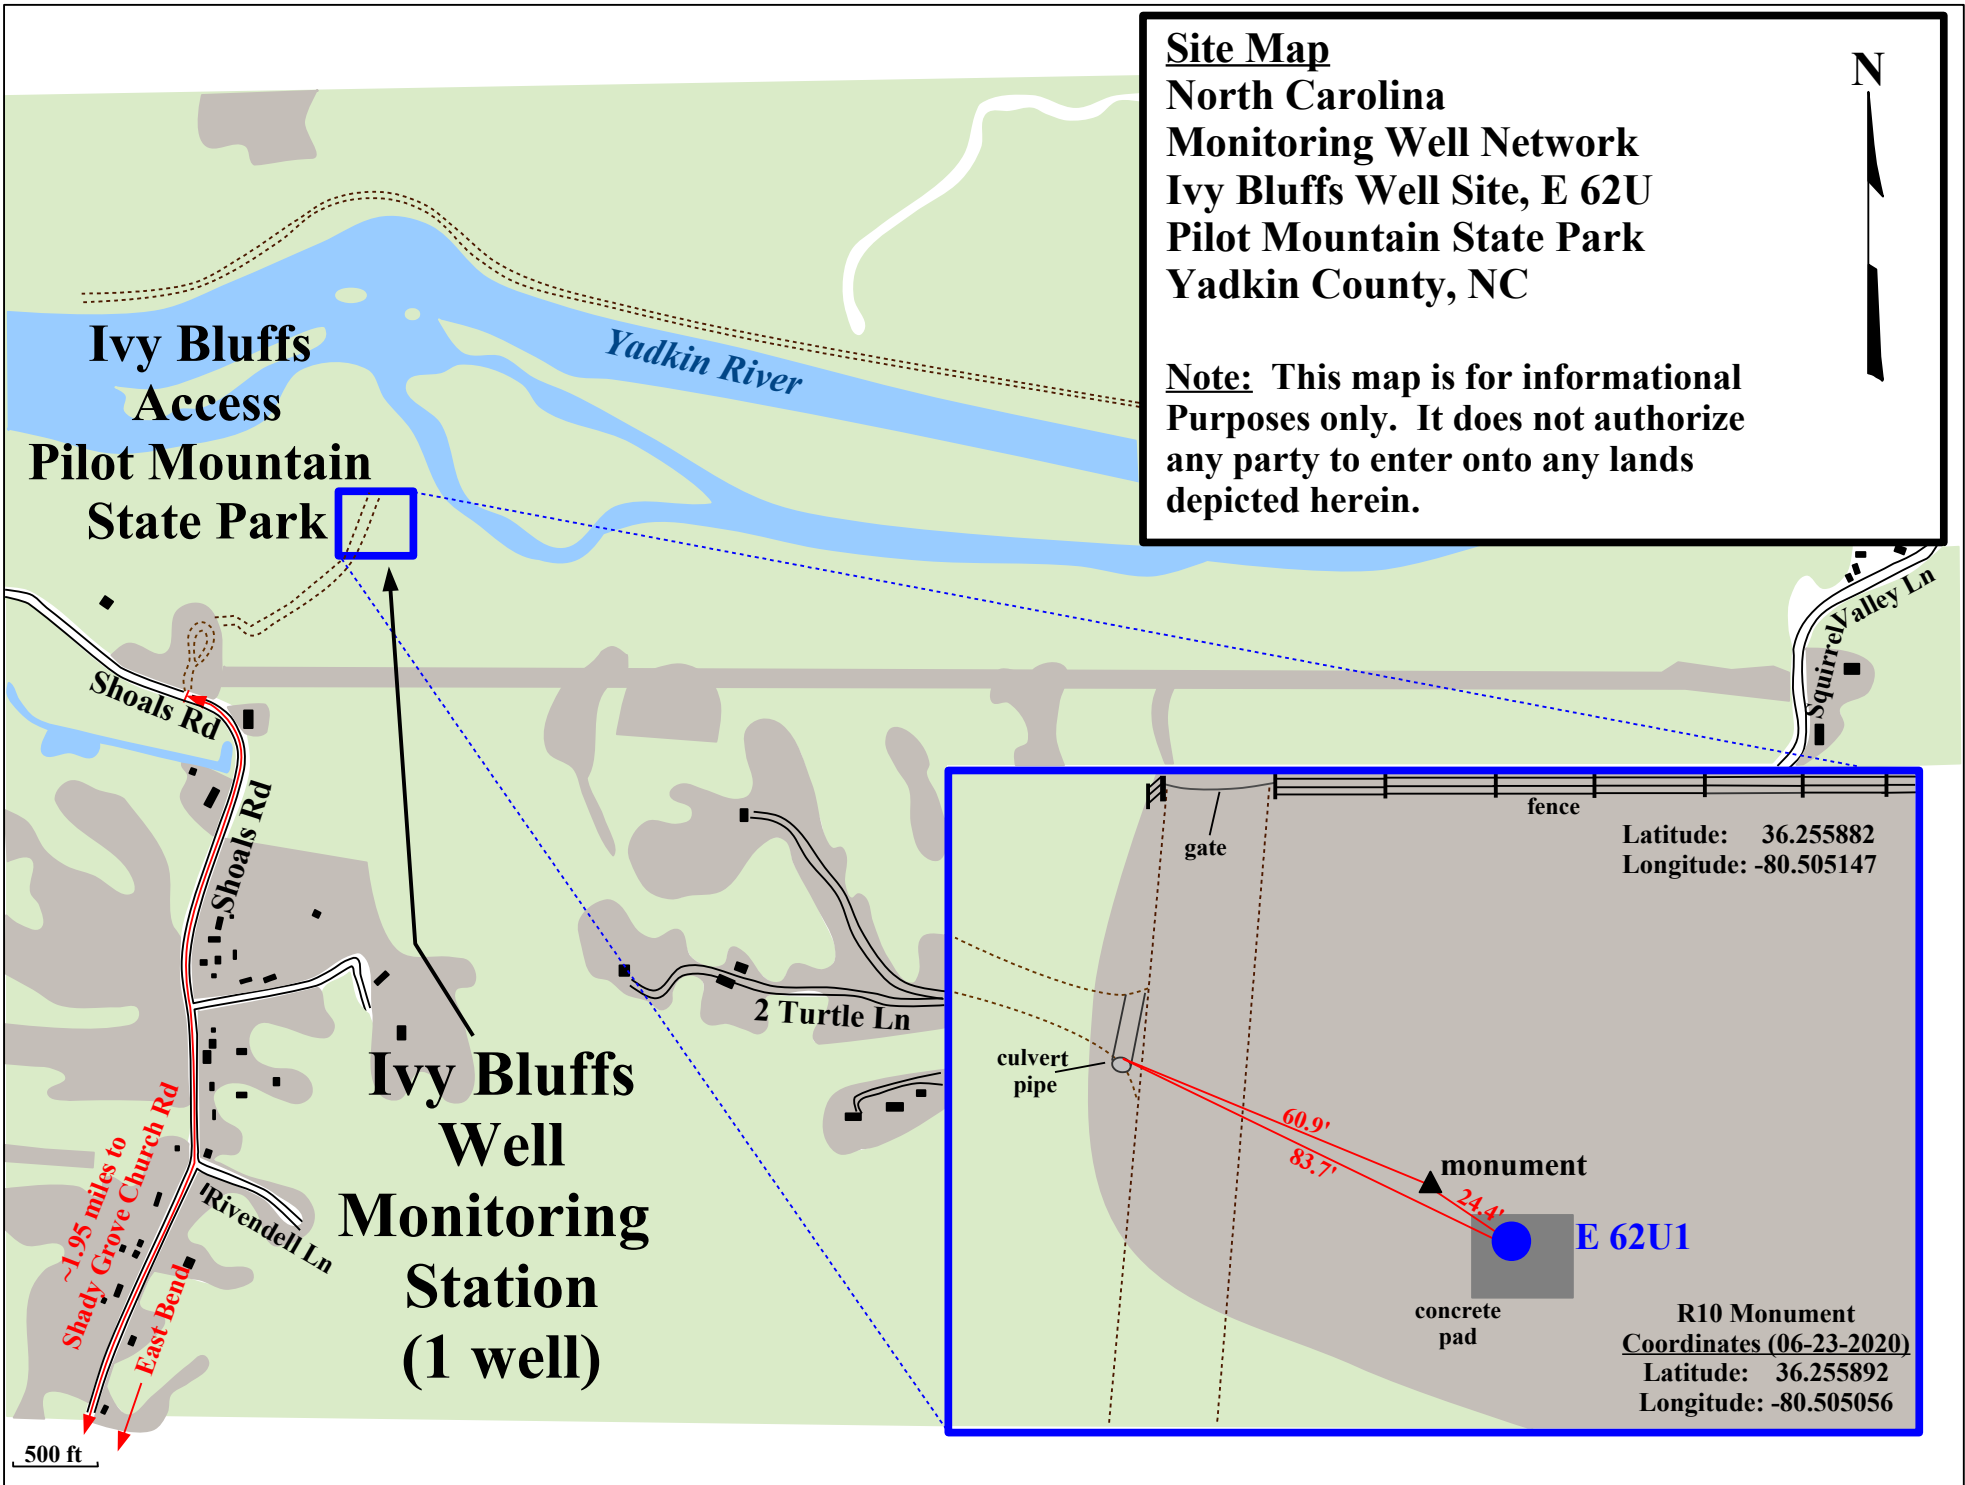 Site Map
North Carolina
Monitoring Well Network
Ivy Bluffs Well Site, E 62U
Pilot Mountain State Park
Yadkin County, NC
Note: This map is for informational
Purposes only. It does not authorize
any party to enter onto any lands
depicted herein.
N
Ivy Bluffs
Access
Pilot Mountain
State Park
Yadkin River
Squirrel Valley Ln
Shoals Rd
Shoals Rd
2 Turtle Ln
Rivendell Ln
~1.95 miles to
Shady Grove Church Rd
East Bend
Ivy Bluffs
Well
Monitoring
Station
(1 well)
500 ft
fence
gate
Latitude: 36.255882
Longitude: -80.505147
culvert
pipe
60.9'
83.7'
monument
24.4'
E 62U1
concrete
pad
R10 Monument
Coordinates (06-23-2020)
Latitude: 36.255892
Longitude: -80.505056